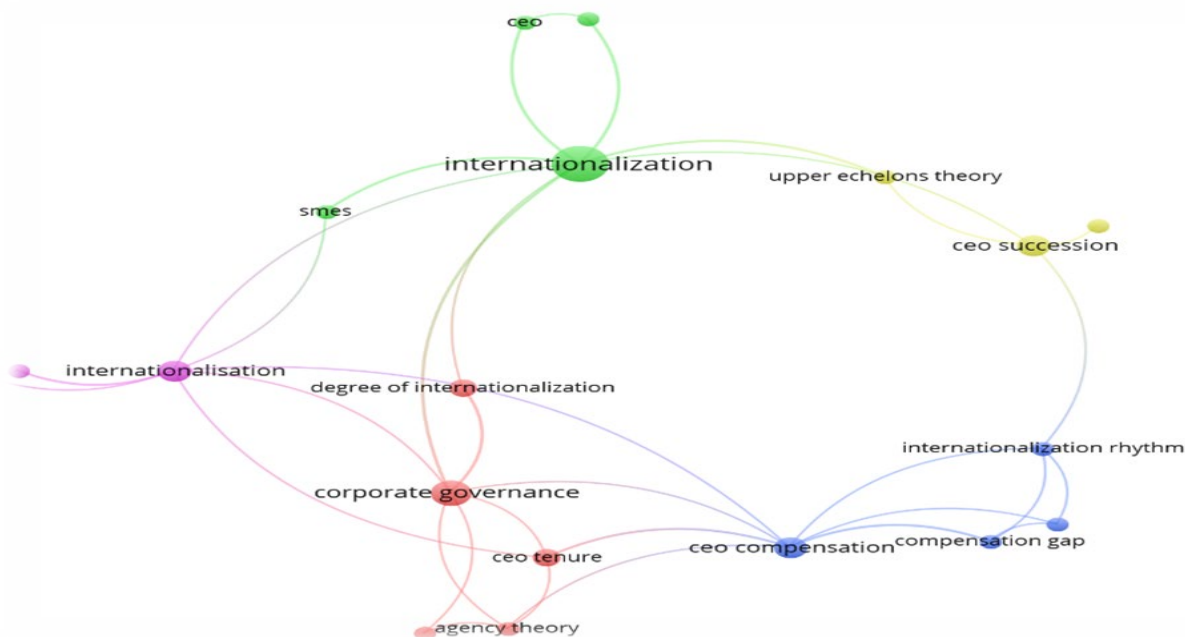 ceo
internationalization
upper echelons theory
smes
ceo succession
internationalisation
degree of internationalization
internationalization rhythm
corporate governance
ceo compensation
compensation gap
ceo tenure
agency theory